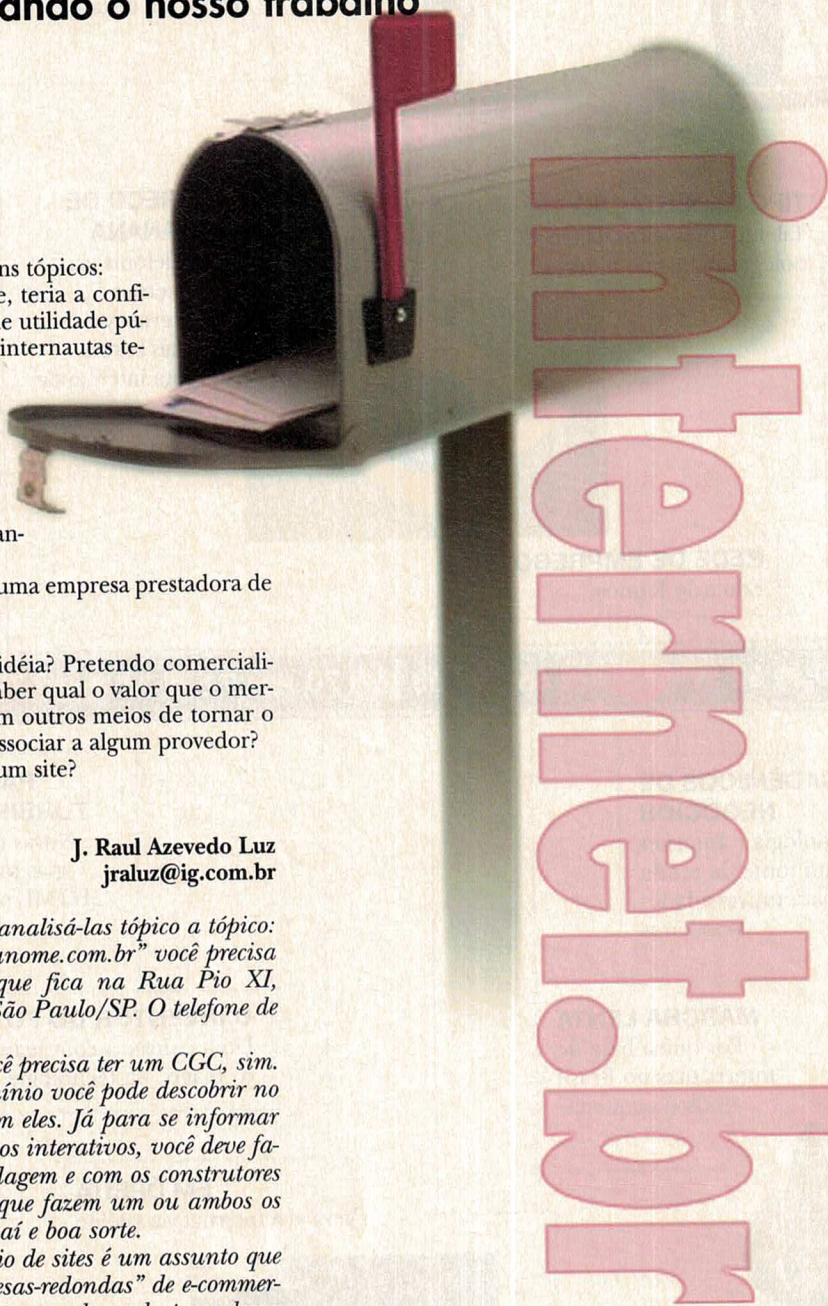 ando o nosso trabalho
ns tópicos:
e, teria a confi-
e utilidade pú-
internautas te-
an-
uma empresa prestadora de
idéia? Pretendo comerciali-
aber qual o valor que o mer-
m outros meios de tornar o
ssociar a algum provedor?
um site?
J. Raul Azevedo Luz
jraluz@ig.com.br
analisá-las tópico a tópico:
anome.com.br” você precisa
que fica na Rua Pio XI,
São Paulo/SP. O telefone de
cê precisa ter um CGC, sim.
mínio você pode descobrir no
m eles. Já para se informar
os interativos, você deve fa-
dagem e com os construtores
que fazem um ou ambos os
aí e boa sorte.
io de sites é um assunto que
esas-redondas” de e-commer-
internet.br